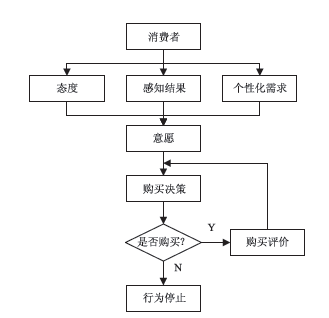 消费者
态度
感知结果
个性化需求
意愿
购买决策
是否购买?
Y
购买评价
N
行为停止